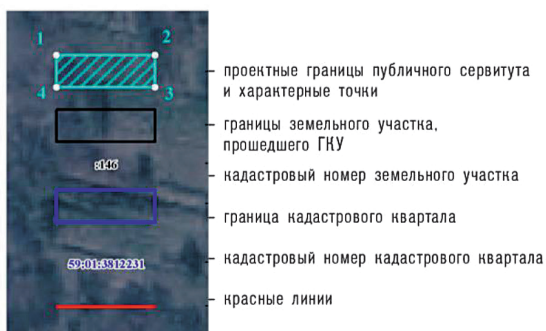 1 2
4 3
– проектные границы публичного сервитута
и характерные точки
– границы земельного участка,
прошедшего ГКУ
:146
– кадастровый номер земельного участка
– граница кадастрового квартала
59:01:3812231
– кадастровый номер кадастрового квартала
– красные линии